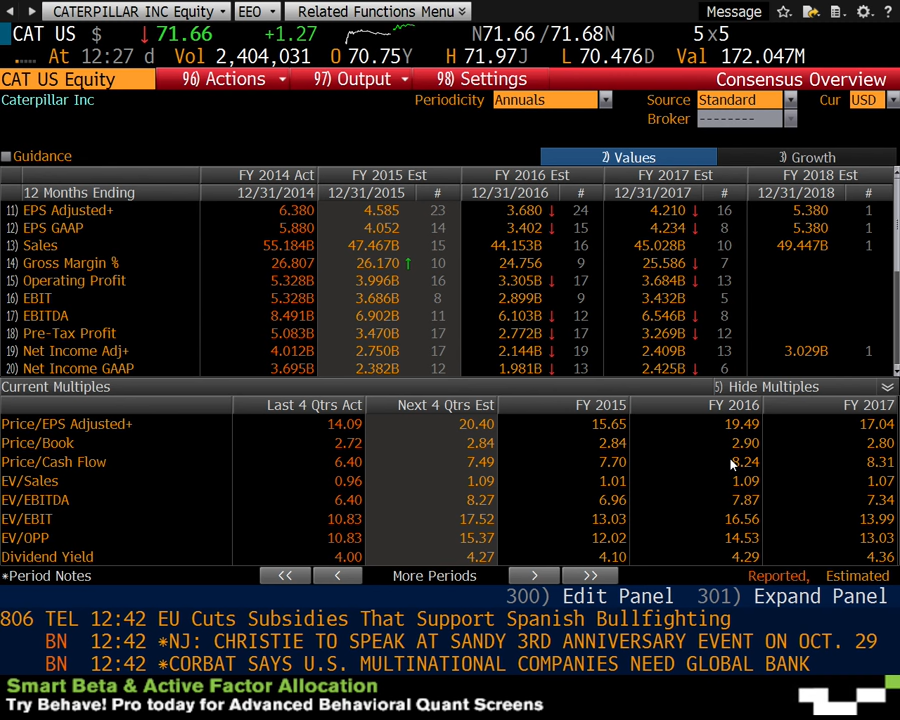 CATERPILLAR INC Equity EEO Related Functions Menu Message ?
CAT US $ ↓ 71.66 +1.27 N71.66 /71.68N 5x5
At 12:27 d Vol 2,404,031 O 70.75Y H 71.97J L 70.476D Val 172.047M
CAT US Equity 96) Actions 97) Output 98) Settings Consensus Overview
Caterpillar Inc Periodicity Annuals Source Standard Cur USD
Broker --------
Guidance 2) Values 3) Growth
FY 2014 Act FY 2015 Est FY 2016 Est FY 2017 Est FY 2018 Est
12 Months Ending 12/31/2014 12/31/2015 # 12/31/2016 # 12/31/2017 # 12/31/2018 #
11) EPS Adjusted+ 6.380 4.585 23 3.680 ↓ 24 4.210 ↓ 16 5.380 1
12) EPS GAAP 5.880 4.052 14 3.402 ↓ 15 4.234 ↓ 8 5.380 1
13) Sales 55.184B 47.467B 15 44.153B 16 45.028B 10 49.447B 1
14) Gross Margin % 26.807 26.170 ↑ 10 24.756 9 25.586 ↓ 7
15) Operating Profit 5.328B 3.996B 16 3.305B ↓ 17 3.684B ↓ 13
16) EBIT 5.328B 3.686B 8 2.899B 9 3.432B 5
17) EBITDA 8.491B 6.902B 11 6.103B ↓ 12 6.546B ↓ 8
18) Pre-Tax Profit 5.083B 3.470B 17 2.772B ↓ 17 3.269B ↓ 12
19) Net Income Adj+ 4.012B 2.750B 17 2.144B ↓ 19 2.409B 13 3.029B 1
20) Net Income GAAP 3.695B 2.382B 12 1.981B ↓ 13 2.425B ↓ 6
Current Multiples 5) Hide Multiples
Last 4 Qtrs Act Next 4 Qtrs Est FY 2015 FY 2016 FY 2017
Price/EPS Adjusted+ 14.09 20.40 15.65 19.49 17.04
Price/Book 2.72 2.84 2.84 2.90 2.80
Price/Cash Flow 6.40 7.49 7.70 8.24 8.31
EV/Sales 0.96 1.09 1.01 1.09 1.07
EV/EBITDA 6.40 8.27 6.96 7.87 7.34
EV/EBIT 10.83 17.52 13.03 16.56 13.99
EV/OPP 10.83 15.37 12.02 14.53 13.03
Dividend Yield 4.00 4.27 4.10 4.29 4.36
*Period Notes << < More Periods > >> Reported, Estimated
300) Edit Panel 301) Expand Panel
806 TEL 12:42 EU Cuts Subsidies That Support Spanish Bullfighting
BN 12:42 *NJ: CHRISTIE TO SPEAK AT SANDY 3RD ANNIVERSARY EVENT ON OCT. 29
BN 12:42 *CORBAT SAYS U.S. MULTINATIONAL COMPANIES NEED GLOBAL BANK
Smart Beta & Active Factor Allocation
Try Behave! Pro today for Advanced Behavioral Quant Screens